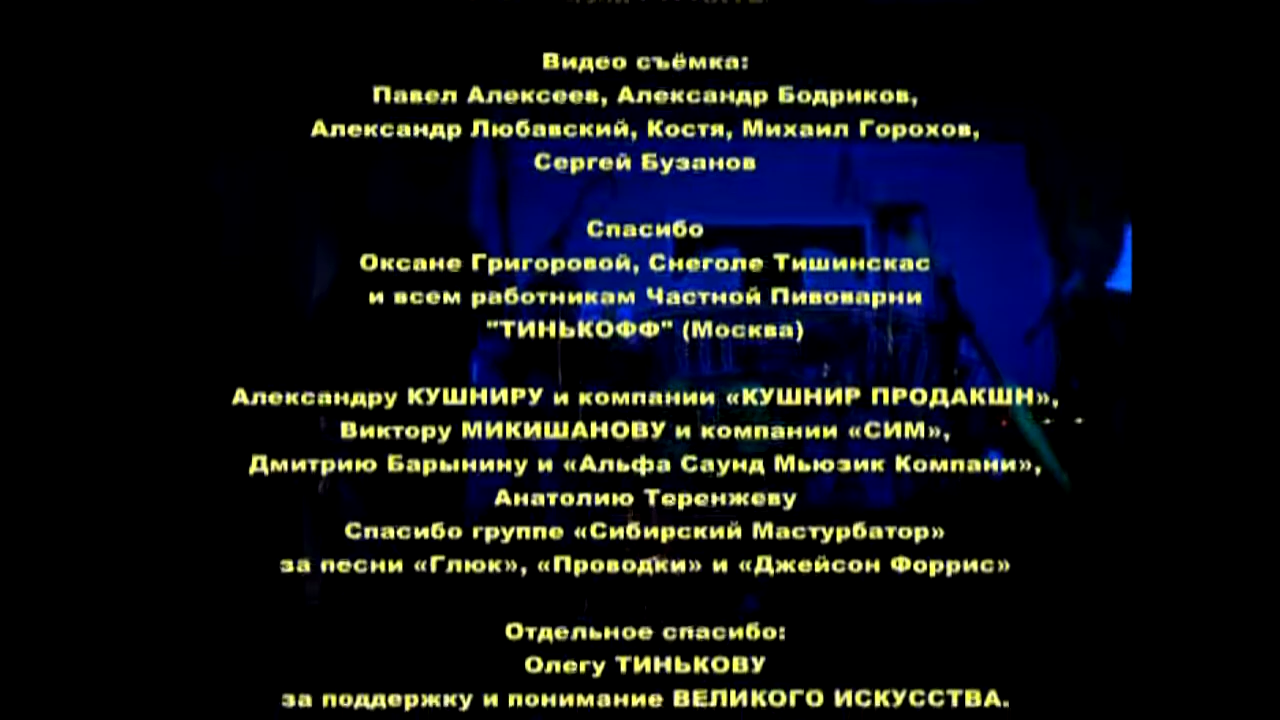 Видео съёмка:
Павел Алексеев, Александр Бодриков,
Александр Любавский, Костя, Михаил Горохов,
Сергей Бузанов
Спасибо
Оксане Григоровой, Снеголе Тишинскас
и всем работникам Частной Пивоварни
"ТИНЬКОФФ" (Москва)
Александру КУШНИРУ и компании «КУШНИР ПРОДАКШН»,
Виктору МИКИШАНОВУ и компании «СИМ»,
Дмитрию Барынину и «Альфа Саунд Мьюзик Компани»,
Анатолию Теренжеву
Спасибо группе «Сибирский Мастурбатор»
за песни «Глюк», «Проводки» и «Джейсон Форрис»
Отдельное спасибо:
Олегу ТИНЬКОВУ
за поддержку и понимание ВЕЛИКОГО ИСКУССТВА.